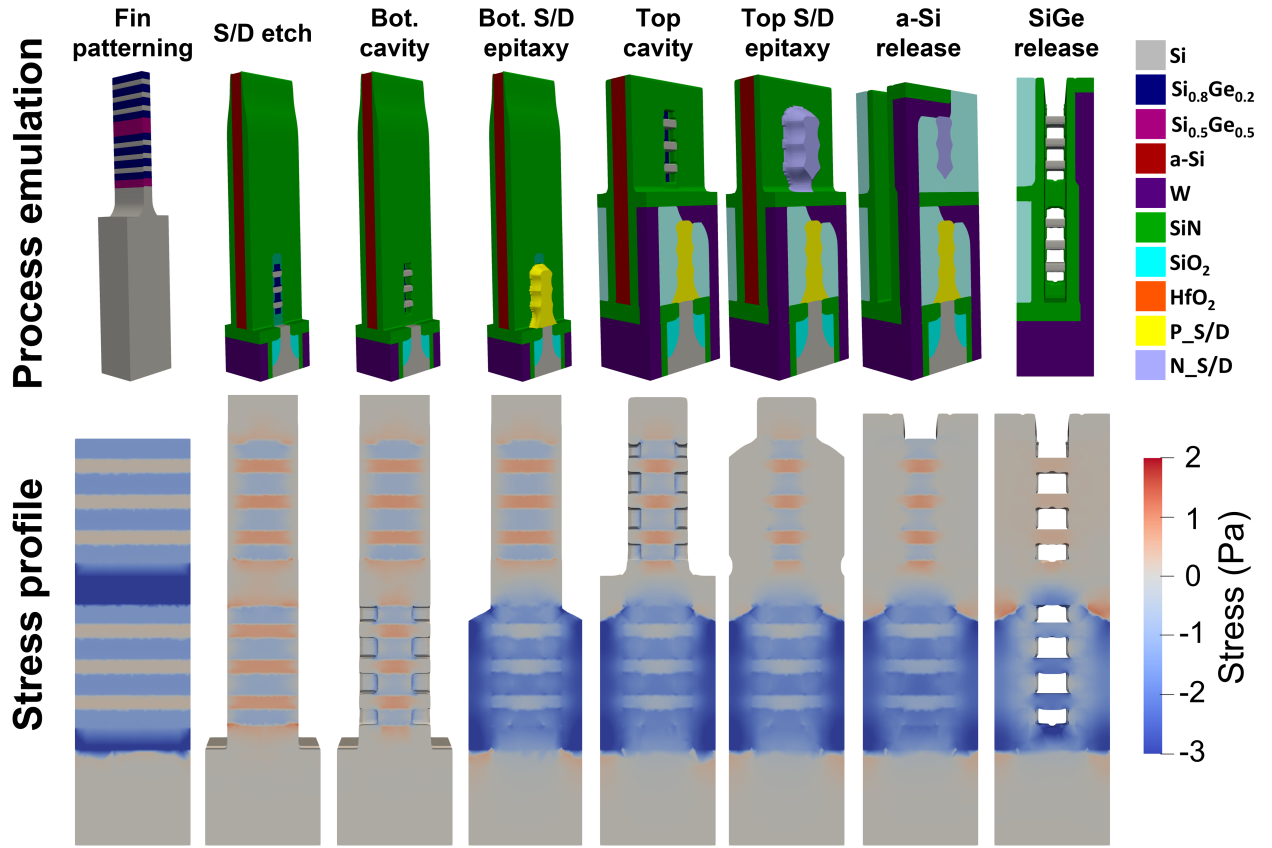 Fin
patterning
S/D etch
Bot.
cavity
Bot. S/D
epitaxy
Top
cavity
Top S/D
epitaxy
a-Si
release
SiGe
release
Process emulation
Si
Si0.8Ge0.2
Si0.5Ge0.5
a-Si
W
SiN
SiO2
HfO2
P_S/D
N_S/D
Stress profile
2
1
0
-1
-2
-3
Stress (Pa)